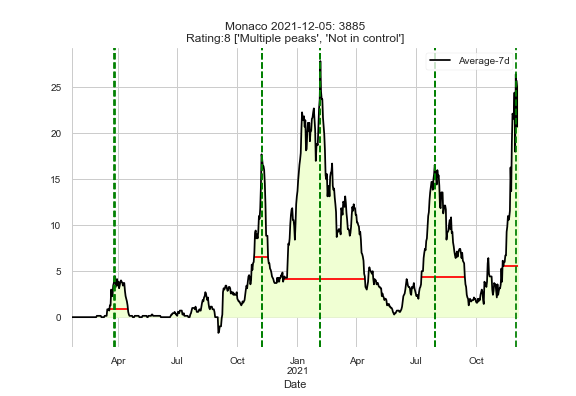 Monaco 2021-12-05: 3885
Rating:8 ['Multiple peaks', 'Not in control']
Average-7d
25
20
15
10
5
0
Apr Jul Oct Jan Apr Jul Oct
2021
Date